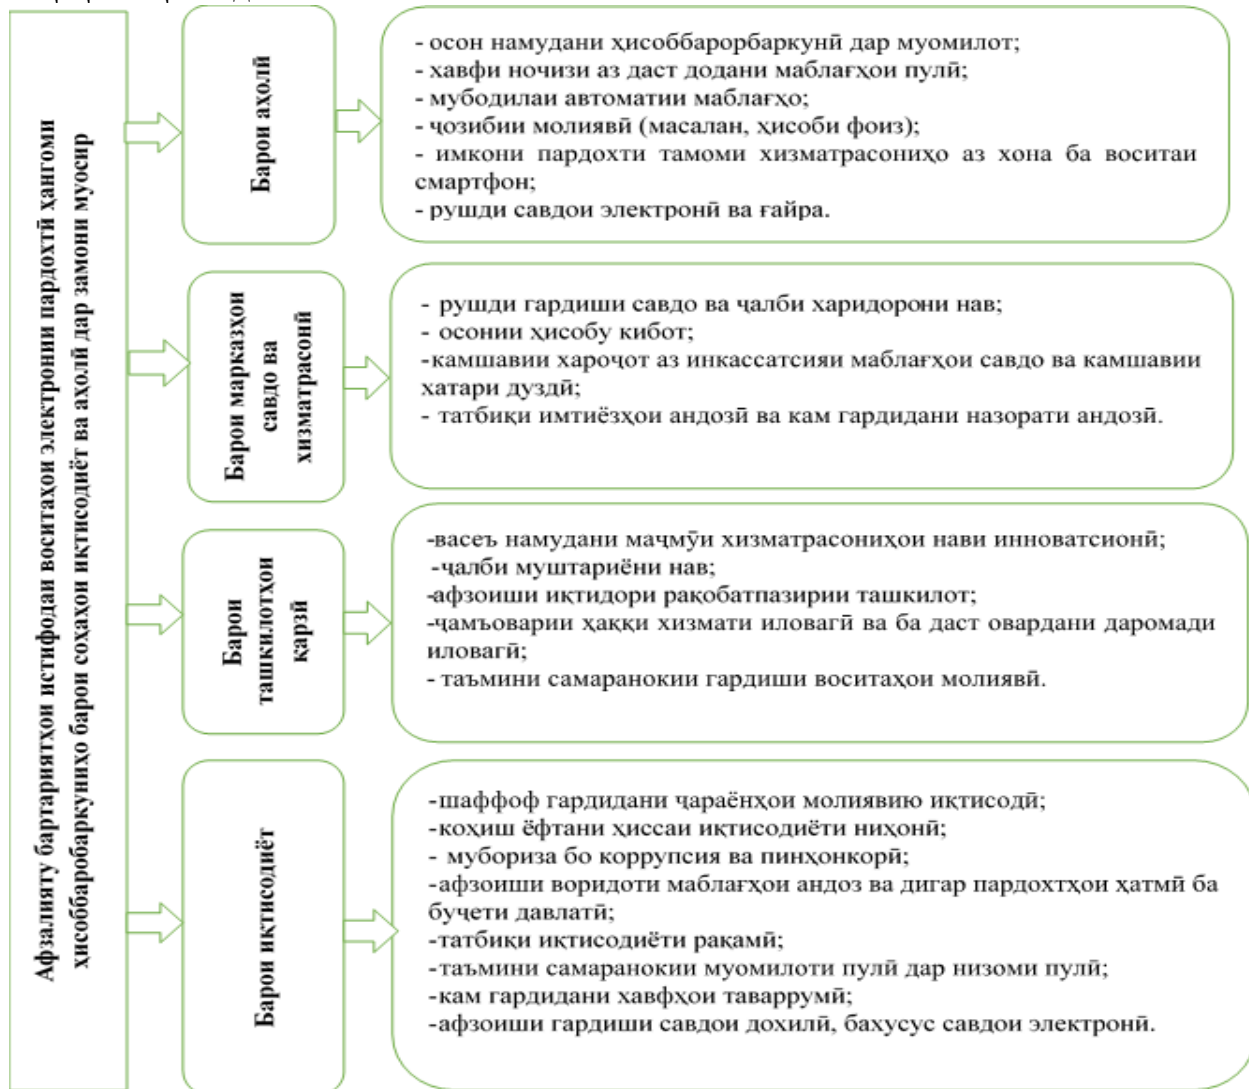 Афзалияту бартариятҳои истифодаи воситаҳои электронии пардохтӣ ҳангоми
ҳисоббаробаркуниҳо барои соҳаҳои иқтисодиёт ва аҳолӣ дар замони муосир
Барои аҳолӣ
- осон намудани ҳисоббарорбаркунӣ дар муомилот;
- хавфи ночизи аз даст додани маблағҳои пулӣ;
- мубодилаи автоматии маблағҳо;
- ҷозибии молиявӣ (масалан, ҳисоби фоиз);
- имкони пардохти тамоми хизматрасониҳо аз хона ба воситаи
смартфон;
- рушди савдои электронӣ ва ғайра.
Барои марказҳои
савдо ва
хизматрасонӣ
- рушди гардиши савдо ва ҷалби харидорони нав;
- осонии ҳисобу кибот;
-камшавии хароҷот аз инкассатсияи маблағҳои савдо ва камшавии
хатари дуздӣ;
- татбиқи имтиёзҳои андозӣ ва кам гардидани назорати андозӣ.
Барои
ташкилотҳои
қарзӣ
-васеъ намудани маҷмӯи хизматрасониҳои нави инноватсионӣ;
-ҷалби муштариёни нав;
-афзоиши иқтидори рақобатпазирии ташкилот;
-ҷамъоварии ҳаққи хизмати иловагӣ ва ба даст овардани даромади
иловагӣ;
- таъмини самаранокии гардиши воситаҳои молиявӣ.
Барои иқтисодиёт
-шаффоф гардидани ҷараёнҳои молиявию иқтисодӣ;
-коҳиш ёфтани ҳиссаи иқтисодиёти ниҳонӣ;
- мубориза бо коррупсия ва пинҳонкорӣ;
-афзоиши воридоти маблағҳои андоз ва дигар пардохтҳои ҳатмӣ ба
буҷети давлатӣ;
-татбиқи иқтисодиёти рақамӣ;
-таъмини самаранокии муомилоти пулӣ дар низоми пулӣ;
-кам гардидани хавфҳои таваррумӣ;
-афзоиши гардиши савдои дохилӣ, бахусус савдои электронӣ.